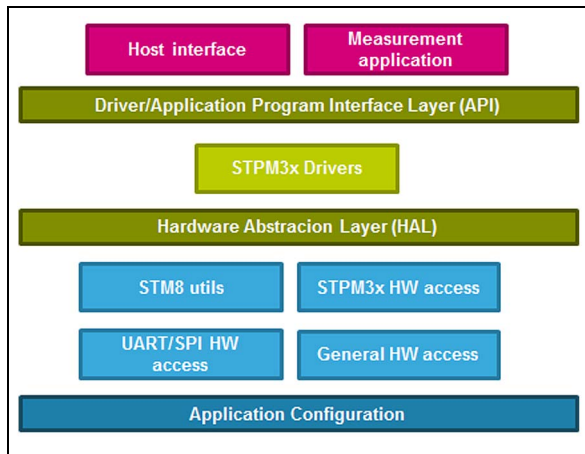 Host interface
Measurement
application
Driver/Application Program Interface Layer (API)
STPM3x Drivers
Hardware Abstracion Layer (HAL)
STM8 utils
STPM3x HW access
UART/SPI HW
access
General HW access
Application Configuration